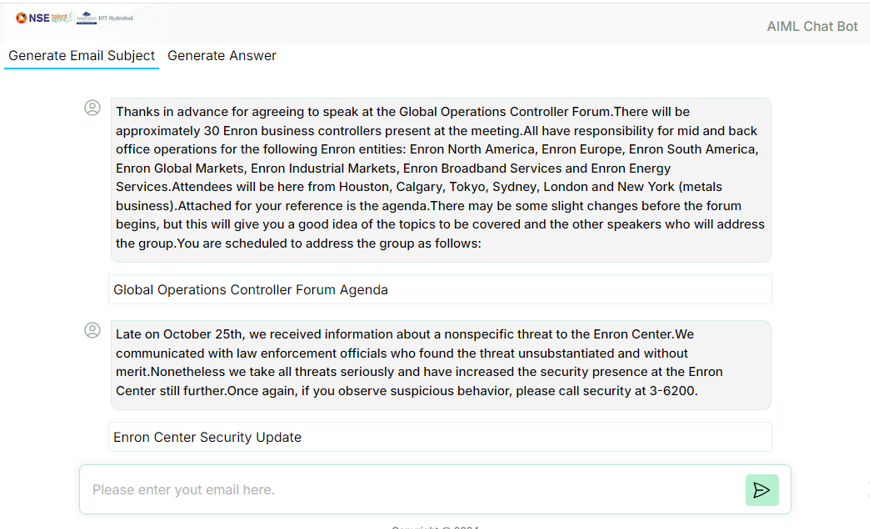 NSE talent sprint IIIT Hyderabad
AIML Chat Bot
Generate Email Subject Generate Answer
Thanks in advance for agreeing to speak at the Global Operations Controller Forum.There will be
approximately 30 Enron business controllers present at the meeting.All have responsibility for mid and back
office operations for the following Enron entities: Enron North America, Enron Europe, Enron South America,
Enron Global Markets, Enron Industrial Markets, Enron Broadband Services and Enron Energy
Services.Attendees will be here from Houston, Calgary, Tokyo, Sydney, London and New York (metals
business).Attached for your reference is the agenda.There may be some slight changes before the forum
begins, but this will give you a good idea of the topics to be covered and the other speakers who will address
the group.You are scheduled to address the group as follows:
Global Operations Controller Forum Agenda
Late on October 25th, we received information about a nonspecific threat to the Enron Center.We
communicated with law enforcement officials who found the threat unsubstantiated and without
merit.Nonetheless we take all threats seriously and have increased the security presence at the Enron
Center still further.Once again, if you observe suspicious behavior, please call security at 3-6200.
Enron Center Security Update
Please enter yout email here.